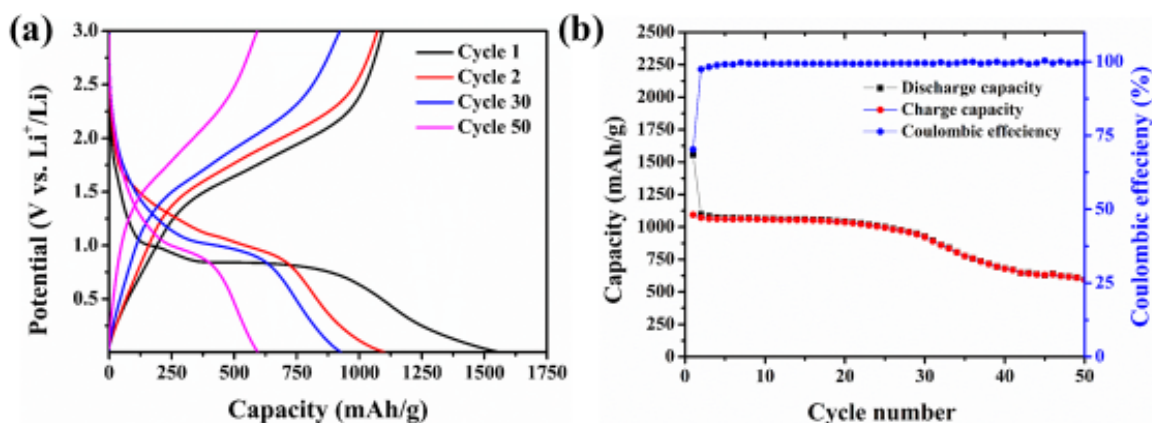 (a)
Potential (V vs. Li+/Li)
3.0
2.5
2.0
1.5
1.0
0.5
Cycle 1
Cycle 2
Cycle 30
Cycle 50
0 250 500 750 1000 1250 1500 1750
Capacity (mAh/g)
(b)
Capacity (mAh/g)
2500
2250
2000
1750
1500
1250
1000
750
500
250
0
Discharge capacity
Charge capacity
Coulombic effeciency
100
75
50
25
0
Coulombic effecieny (%)
0 10 20 30 40 50
Cycle number